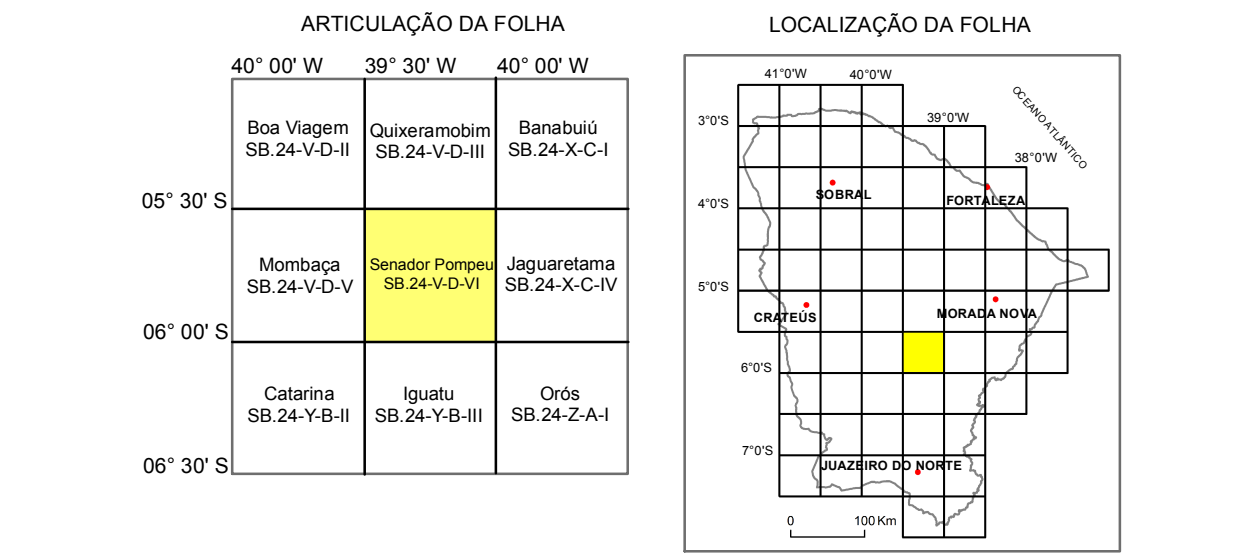 ARTICULAÇÃO DA FOLHA
40° 00' W 39° 30' W 40° 00' W
Boa Viagem
SB.24-V-D-II
Quixeramobim
SB.24-V-D-III
Banabuiú
SB.24-X-C-I
05° 30' S
Mombaça
SB.24-V-D-V
Senador Pompeu
SB.24-V-D-VI
Jaguaretama
SB.24-X-C-IV
06° 00' S
Catarina
SB.24-Y-B-II
Iguatu
SB.24-Y-B-III
Orós
SB.24-Z-A-I
06° 30' S
LOCALIZAÇÃO DA FOLHA
41°0'W 40°0'W
OCEANO ATLÂNTICO
3°0'S
39°0'W
38°0'W
SOBRAL
FORTALEZA
4°0'S
5°0'S
CRATEÚS
MORADA NOVA
6°0'S
7°0'S
JUAZEIRO DO NORTE
0 100 Km